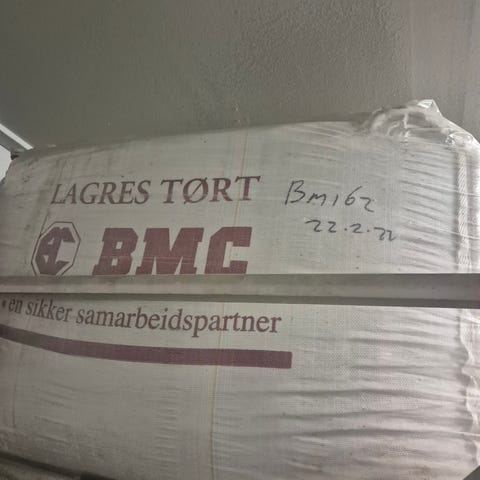 LAGRES TØRT
BM162
22.2.22
BMC
• en sikker samarbeidspartner